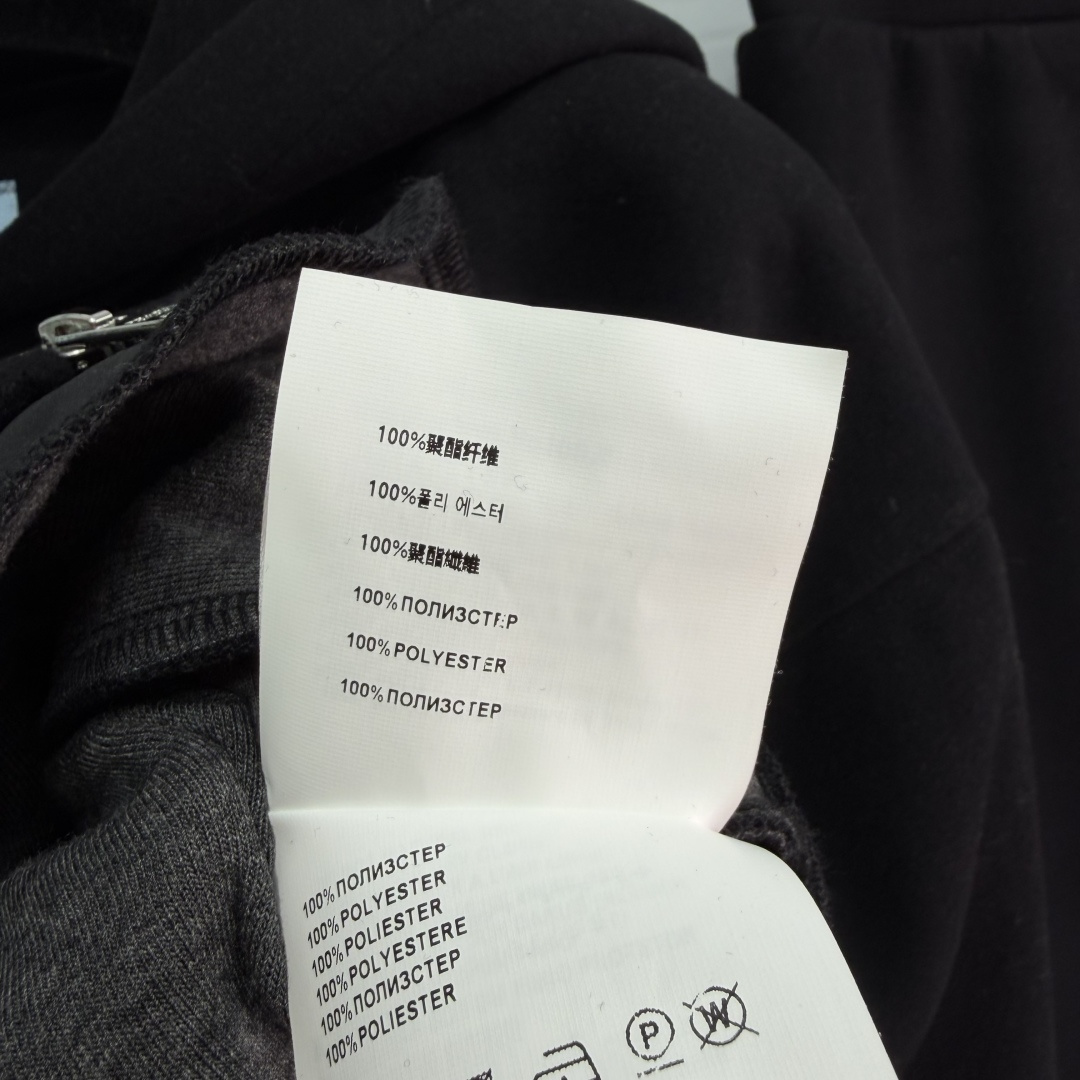 100%聚酯纤维
100%폴리 에스터
100%聚酯纖維
100%ПОЛИЗСТЕР
100%POLYESTER
100%ПОЛИЗСТЕР
100%ПОЛИЗСТЕР
100%POLYESTER
100%POLIESTER
100%POLYESTERE
100%ПОЛИЗСТЕР
100%POLIESTER
P
W